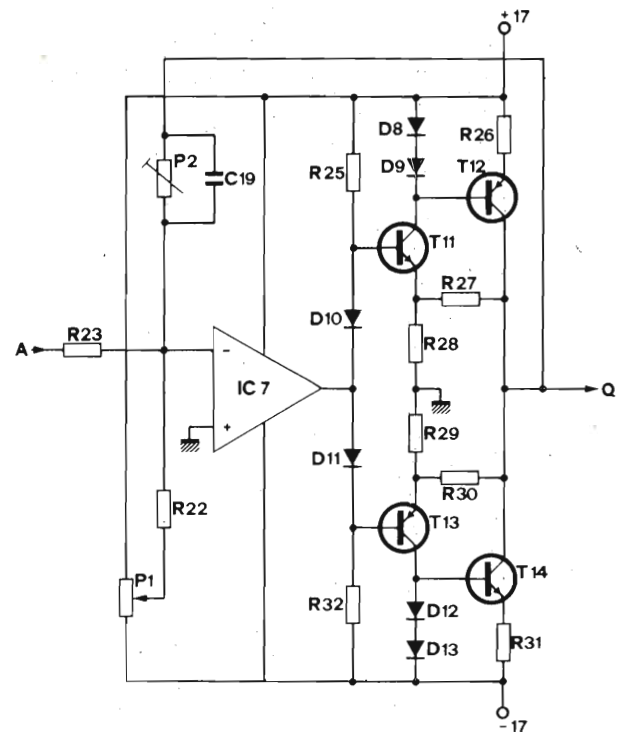 + 17
D8
R26
P2
C19
R25
D9
T12
T11
R27
D10
R28
A
R23
−
IC 7
Q
+
R29
D11
R30
R22
T13
P1
T14
R32
D12
R31
D13
- 17